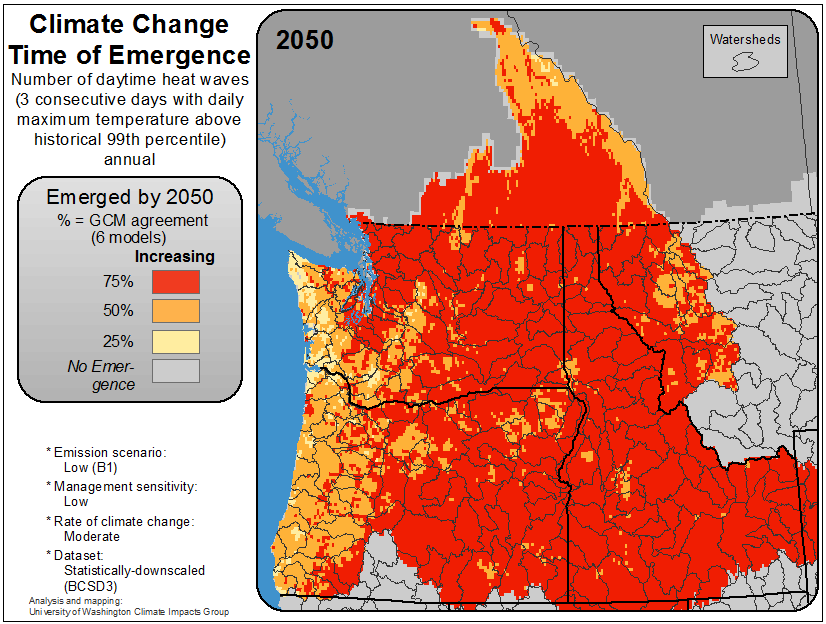 Climate Change
Time of Emergence
Number of daytime heat waves
(3 consecutive days with daily
maximum temperature above
historical 99th percentile)
annual
Emerged by 2050
% = GCM agreement
(6 models)
Increasing
75%
50%
25%
No Emer-
gence
* Emission scenario:
Low (B1)
* Management sensitivity:
Low
* Rate of climate change:
Moderate
* Dataset:
Statistically-downscaled
(BCSD3)
Analysis and mapping:
University of Washington Climate Impacts Group
2050
Watersheds